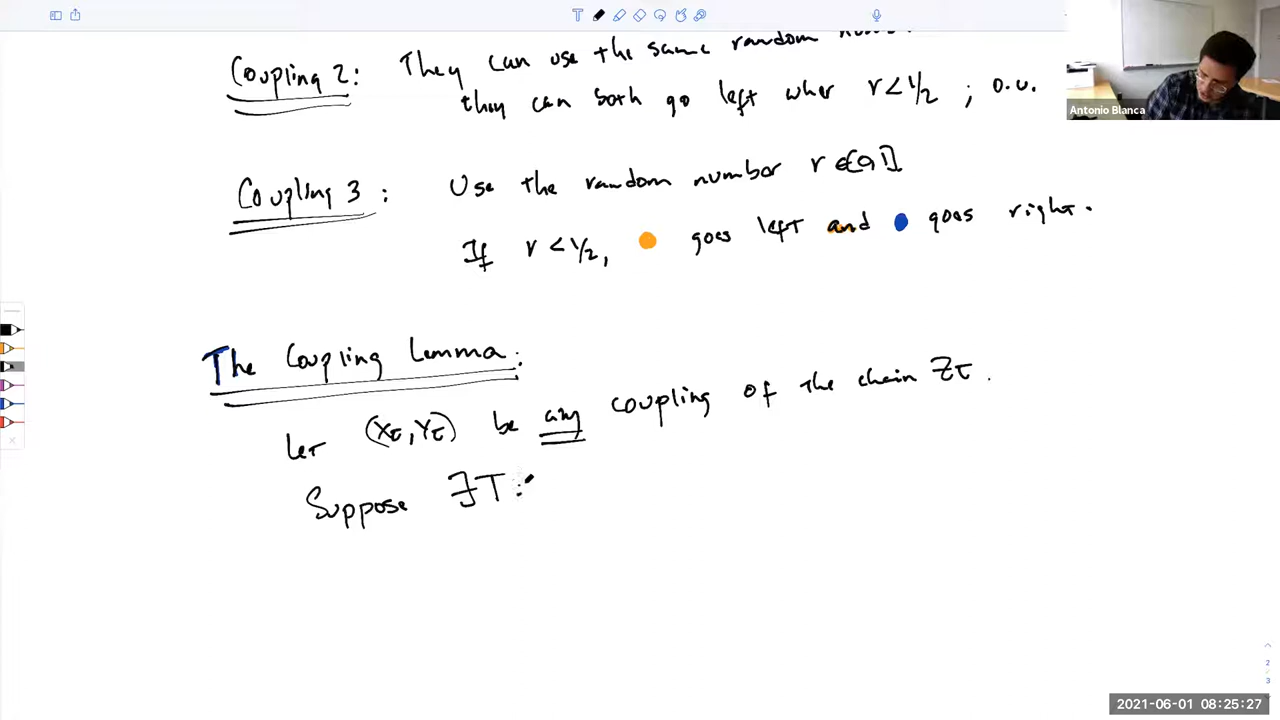 Coupling 2: They can use the same random
they can both go left when r<1/2 ; o.w.
Antonio Blanca
Coupling 3: Use the random number r∈[0,1]
If r<1/2, goes left and goes right.
The Coupling Lemma:
Let (Xt, Yt) be any coupling of the chain Zt.
Suppose ∃T:
2
3
2021-06-01 08:25:27